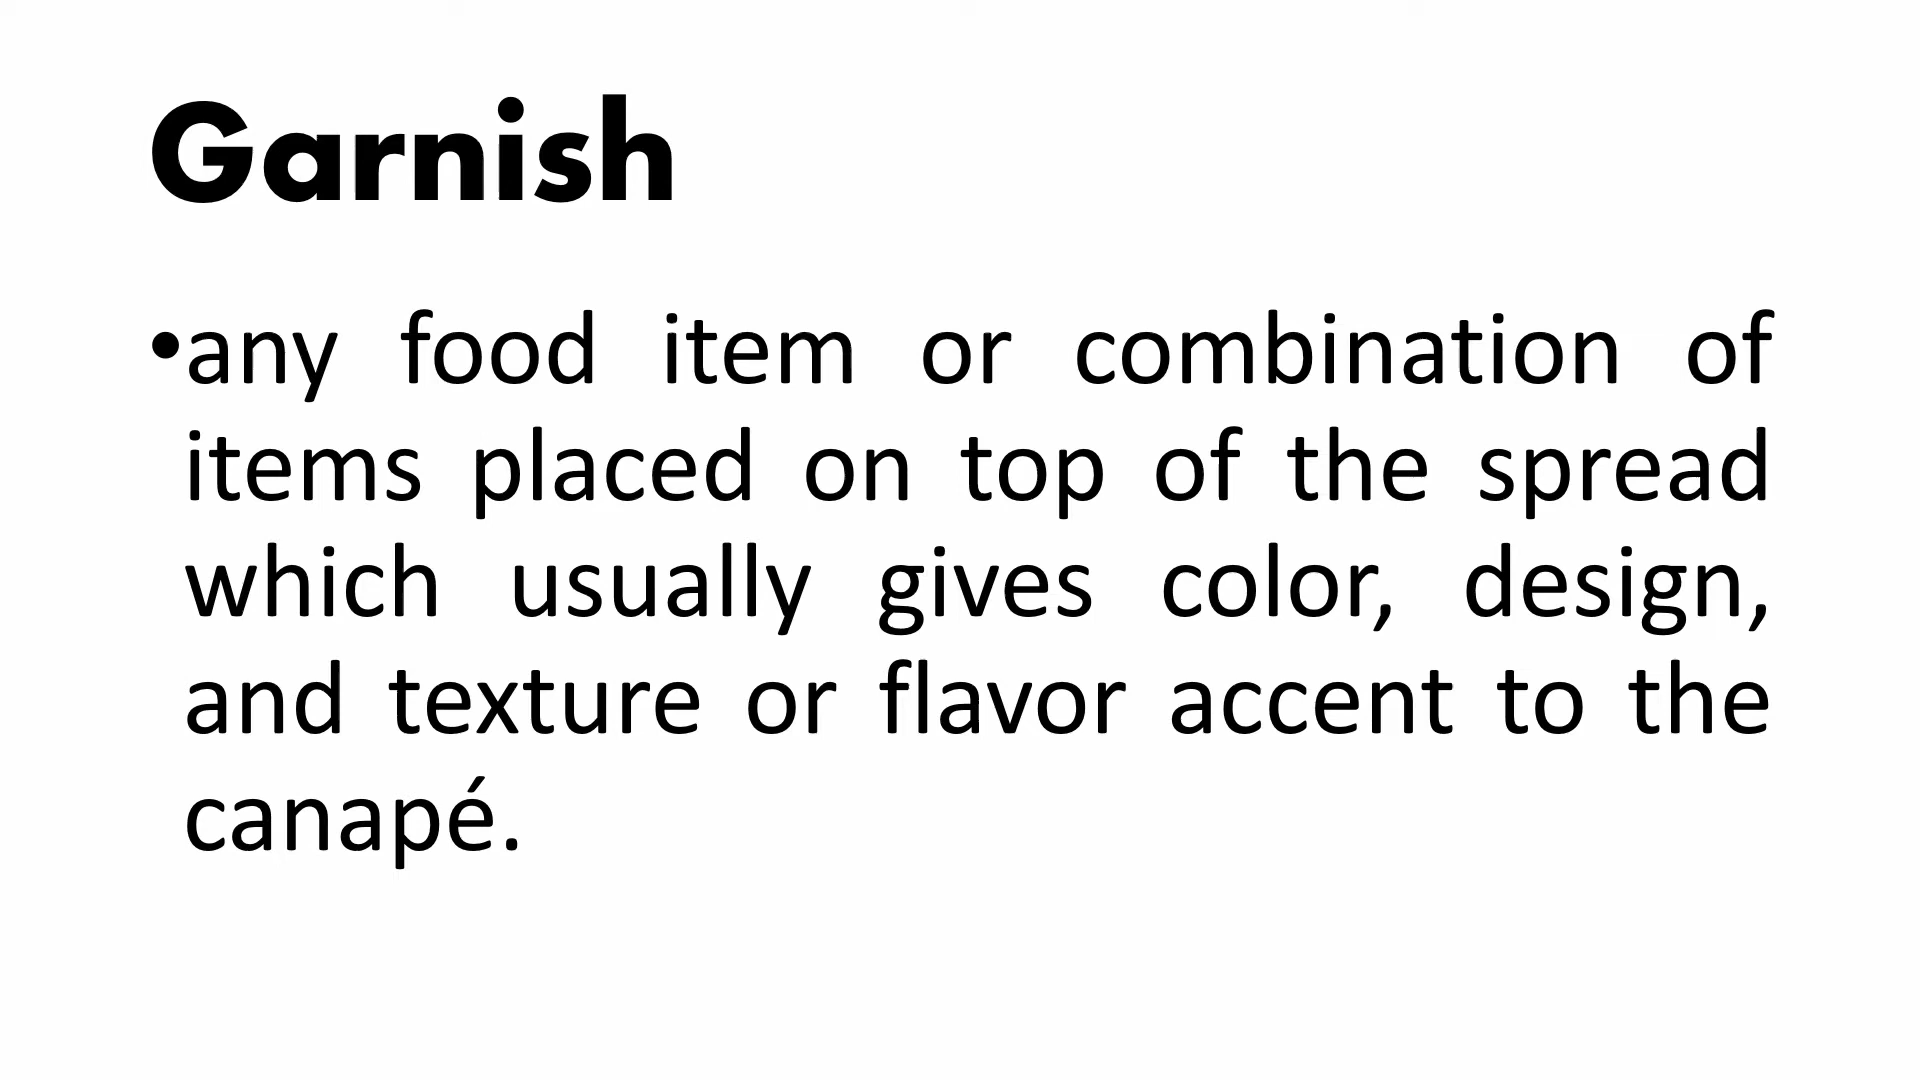 Garnish
•any food item or combination of
items placed on top of the spread
which usually gives color, design,
and texture or flavor accent to the
canapé.